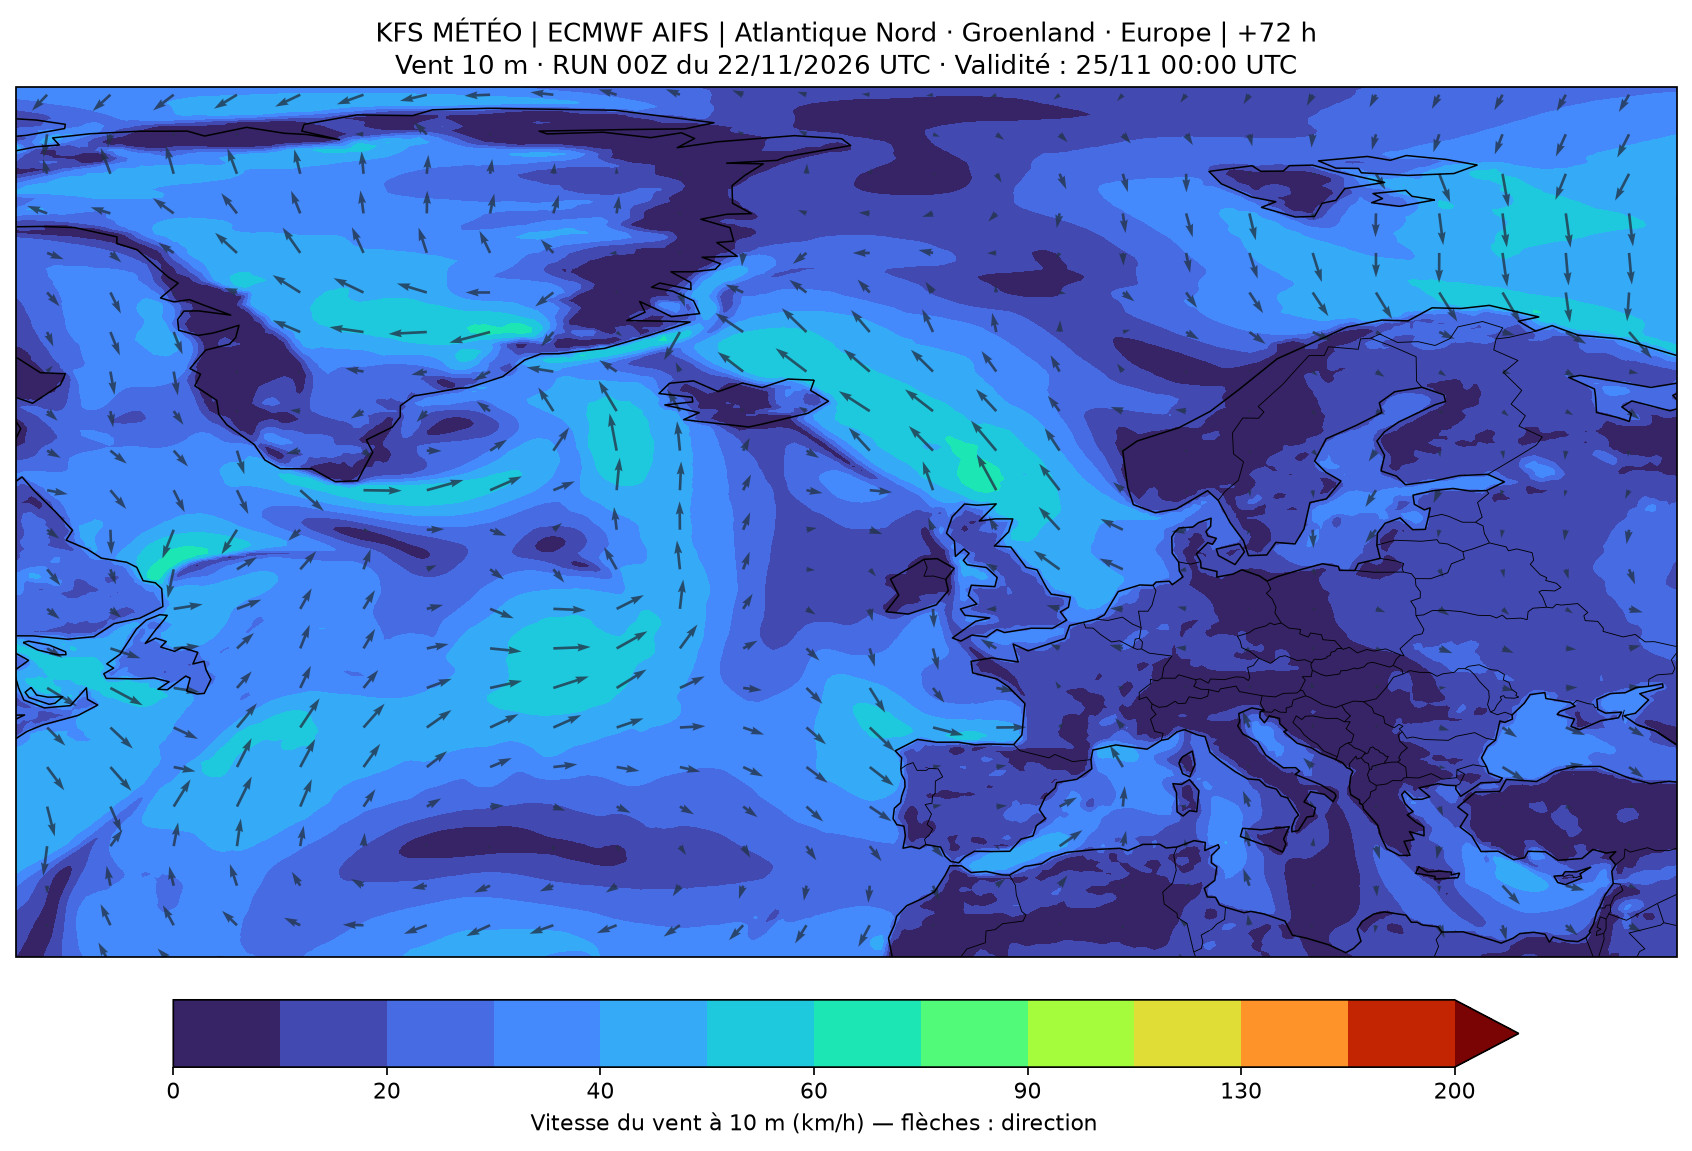 KFS MÉTÉO | ECMWF AIFS | Atlantique Nord · Groenland · Europe | +72 h
Vent 10 m · RUN 00Z du 22/11/2026 UTC · Validité : 25/11 00:00 UTC
0 20 40 60 90 130 200
Vitesse du vent à 10 m (km/h) — flèches : direction